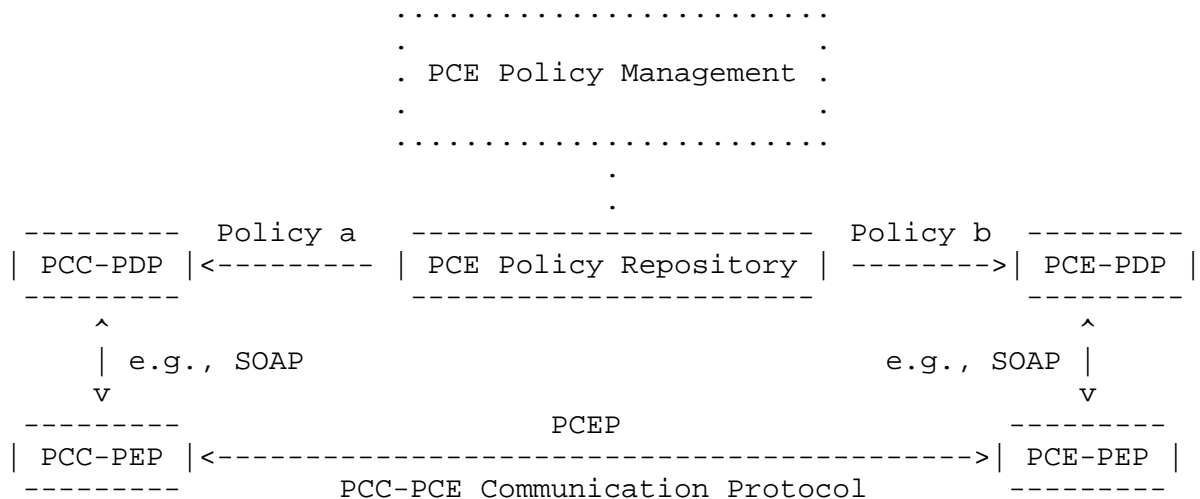 PCE Policy Management
Policy a Policy b
PCC-PDP PCE Policy Repository PCE-PDP
e.g., SOAP e.g., SOAP
PCEP
PCC-PEP PCE-PEP
PCC-PCE Communication Protocol